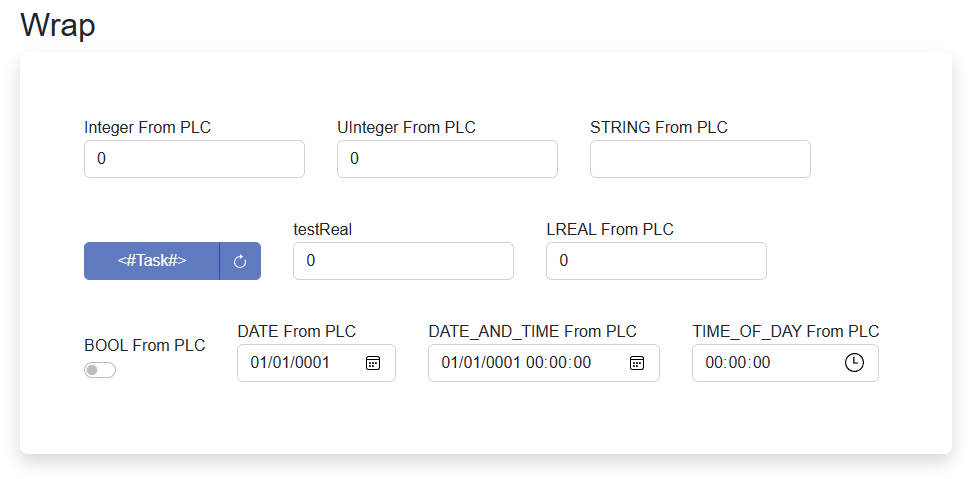 Wrap
Integer From PLC UInteger From PLC STRING From PLC
0 0
testReal LREAL From PLC
<#Task#> 0 0
DATE From PLC DATE_AND_TIME From PLC TIME_OF_DAY From PLC
BOOL From PLC
01/01/0001 01/01/0001 00:00:00 00:00:00